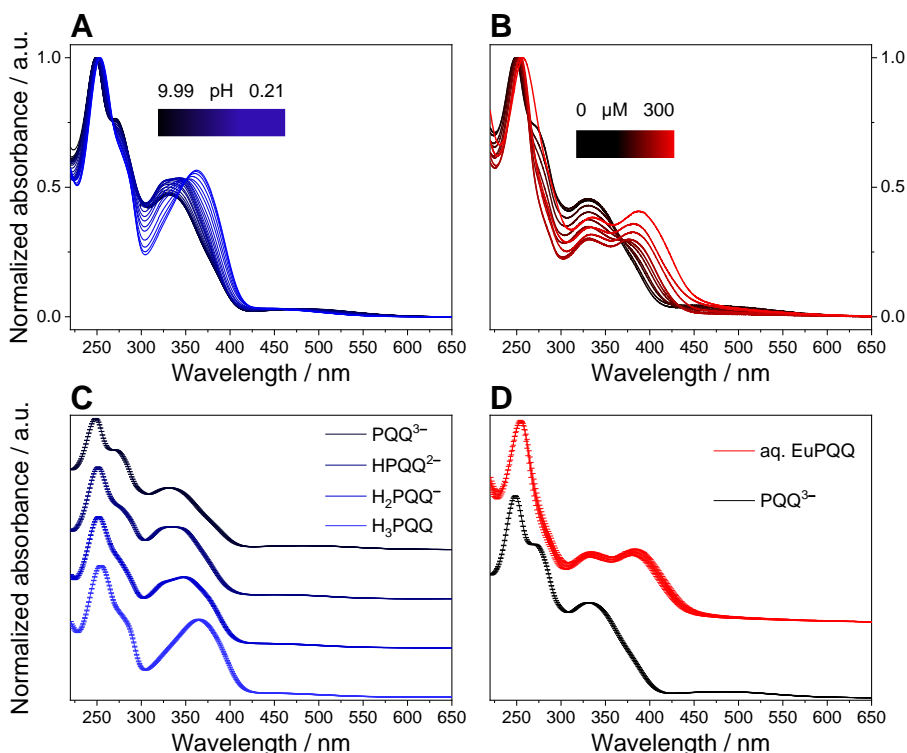 A
B
Normalized absorbance / a.u.
1.0
0.5
0.0
9.99 pH 0.21
0 µM 300
1.0
0.5
0.0
250 300 350 400 450 500 550 600 650
250 300 350 400 450 500 550 600 650
Wavelength / nm
Wavelength / nm
C
D
Normalized absorbance / a.u.
PQQ³⁻
HPQQ²⁻
H₂PQQ⁻
H₃PQQ
aq. EuPQQ
PQQ³⁻
250 300 350 400 450 500 550 600 650
250 300 350 400 450 500 550 600 650
Wavelength / nm
Wavelength / nm